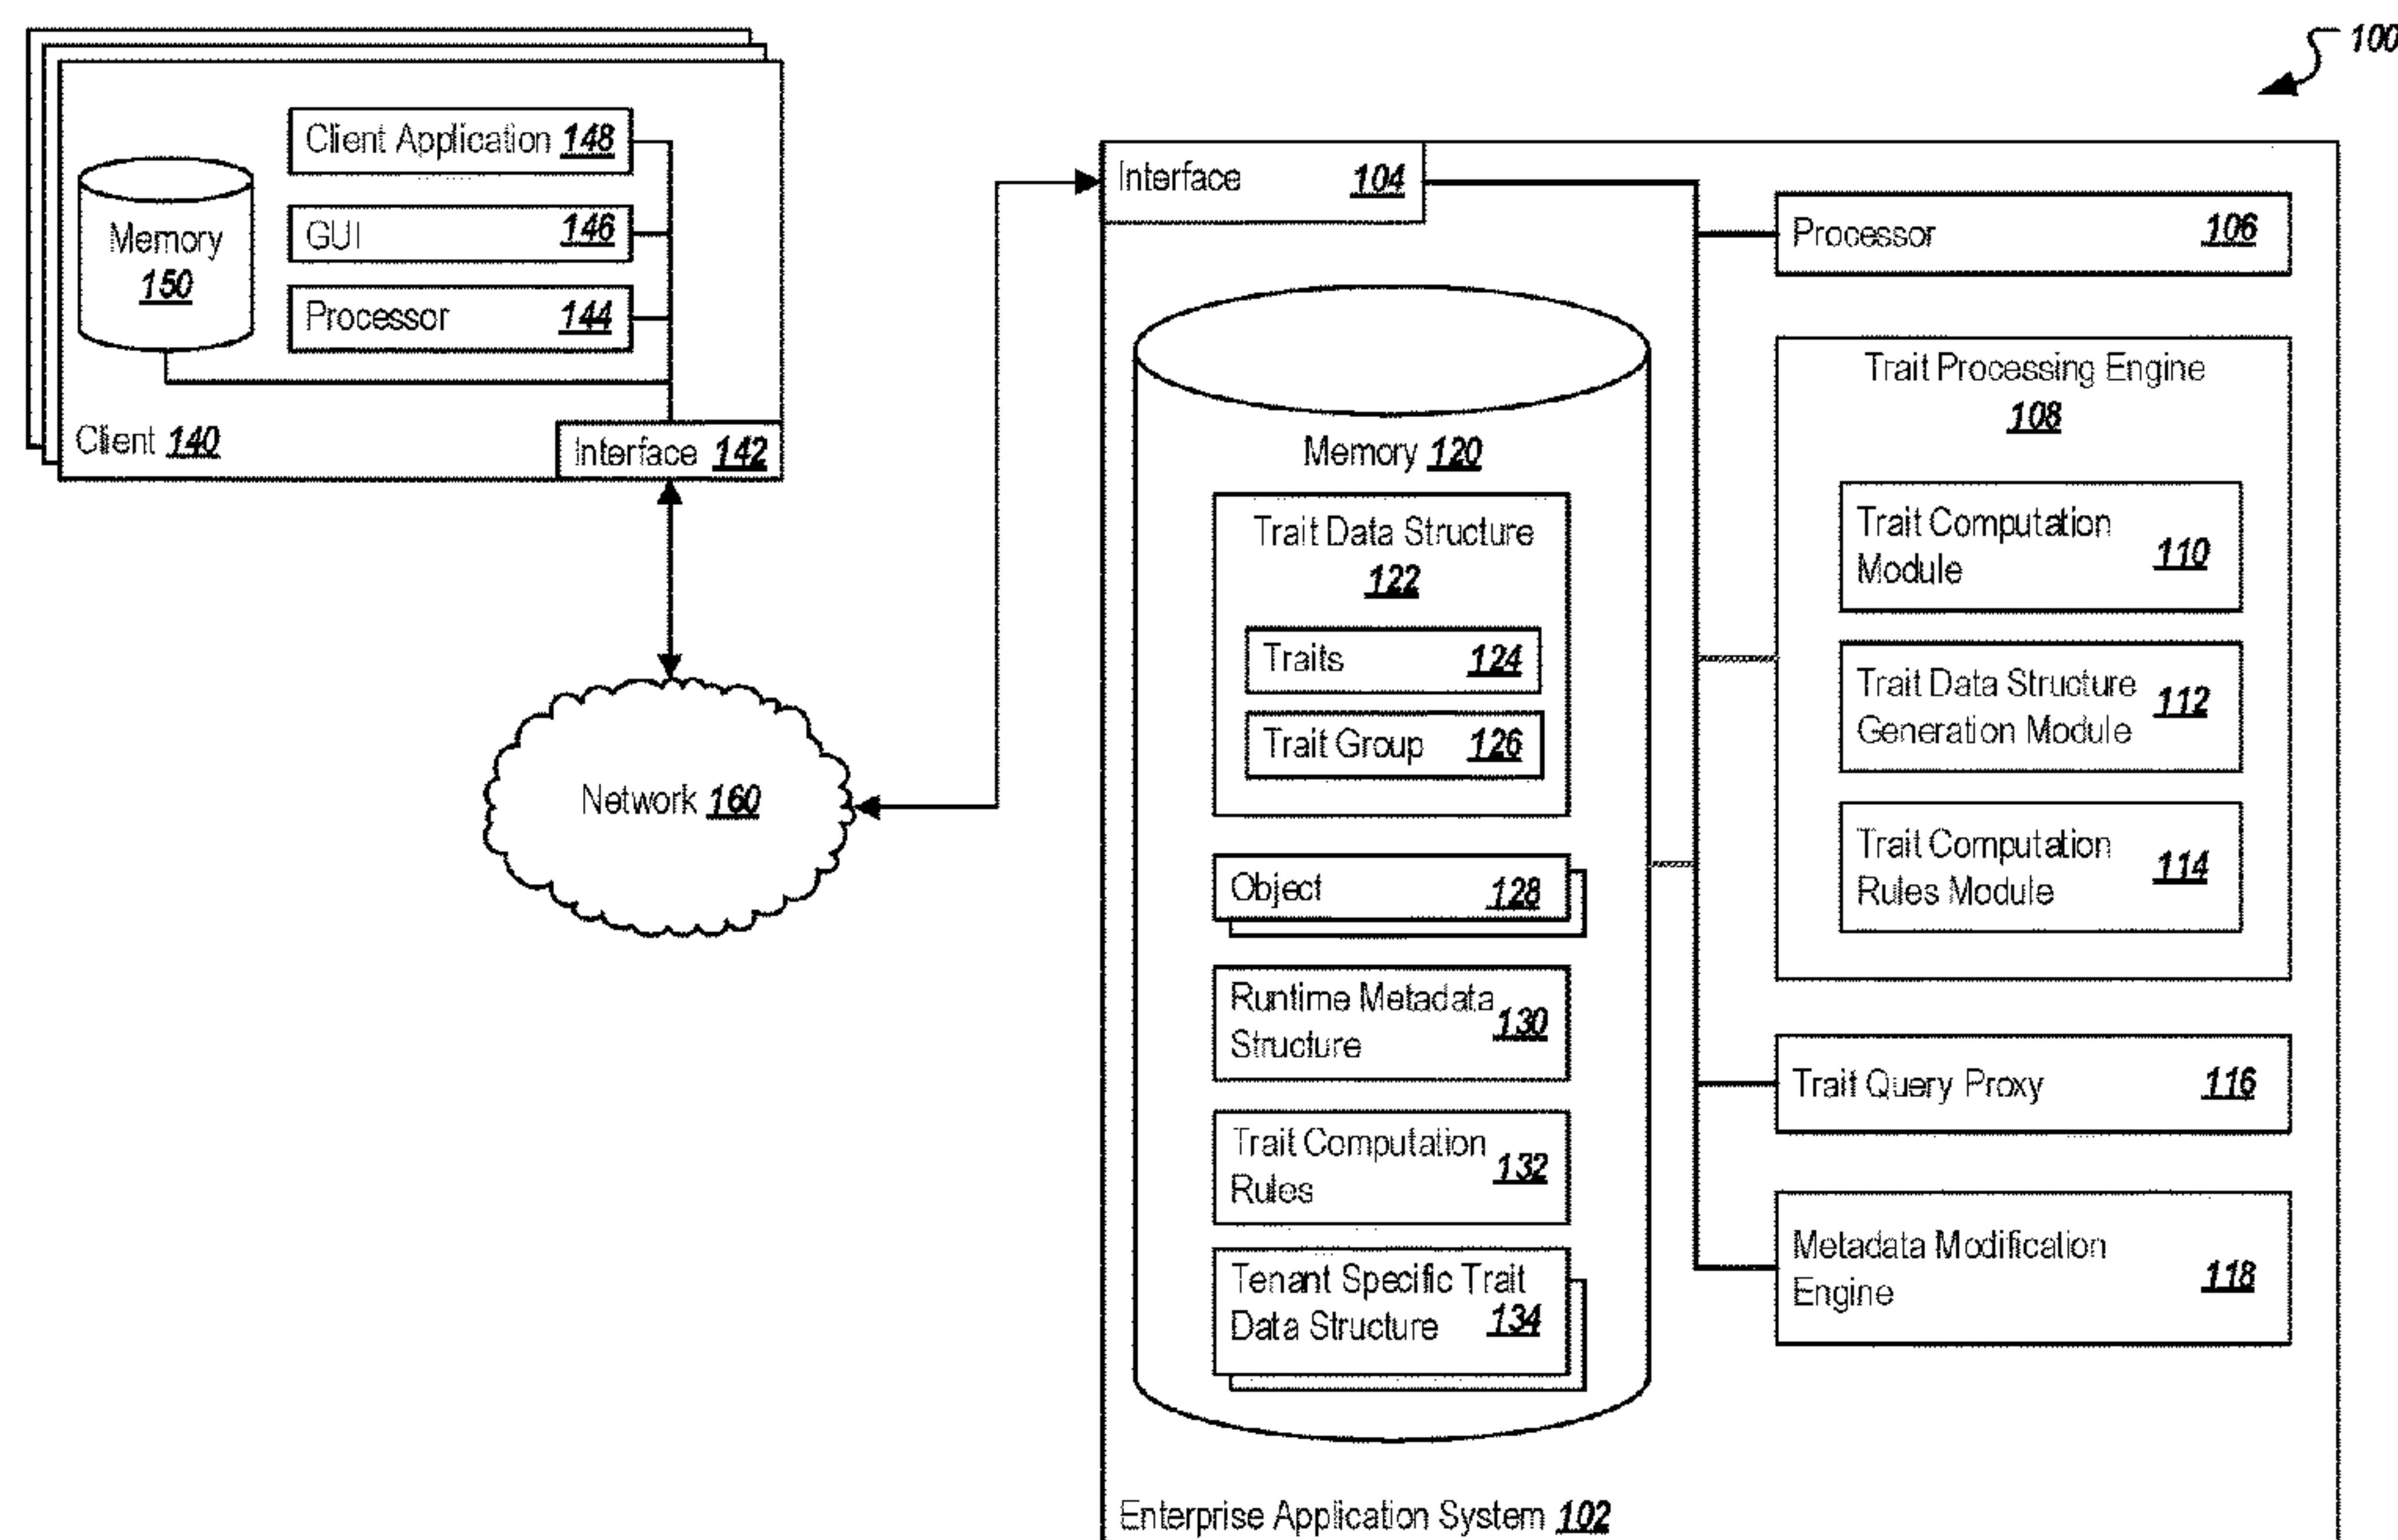 100
Client Application 148
Memory
150
GUI 146
Processor 144
Client 140
Interface 142
Network 160
Interface 104
Memory 120
Trait Data Structure
122
Traits 124
Trait Group 126
Object 128
Runtime Metadata
Structure 130
Trait Computation
Rules 132
Tenant Specific Trait
Data Structure 134
Enterprise Application System 102
Processor 106
Trait Processing Engine
108
Trait Computation
Module 110
Trait Data Structure
Generation Module 112
Trait Computation
Rules Module 114
Trait Query Proxy 116
Metadata Modification
Engine 118